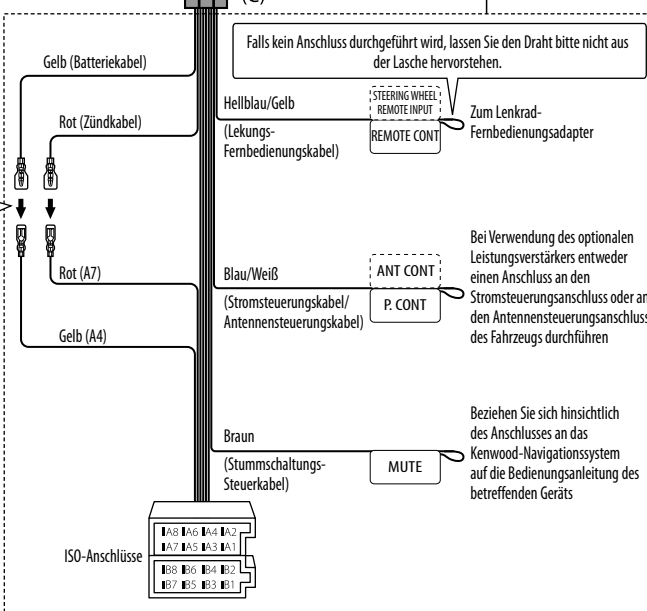 (C)
Falls kein Anschluss durchgeführt wird, lassen Sie den Draht bitte nicht aus
der Lasche hervorstehen.
Gelb (Batteriekabel)
Rot (Zündkabel)
Hellblau/Gelb
(Lekungs-
Fernbedienungskabel)
STEERING WHEEL
REMOTE INPUT
REMOTE CONT
Zum Lenkrad-
Fernbedienungsadapter
Rot (A7)
Gelb (A4)
Blau/Weiß
(Stromsteuerungskabel/
Antennensteuerungskabel)
ANT CONT
P. CONT
Bei Verwendung des optionalen
Leistungsverstärkers entweder
einen Anschluss an den
Stromsteuerungsanschluss oder an
den Antennensteuerungsanschluss
des Fahrzeugs durchführen
Braun
(Stummschaltungs-
Steuerkabel)
MUTE
Beziehen Sie sich hinsichtlich
des Anschlusses an das
Kenwood-Navigationssystem
auf die Bedienungsanleitung des
betreffenden Geräts
ISO-Anschlüsse
A8 A6 A4 A2
A7 A5 A3 A1
B8 B6 B4 B2
B7 B5 B3 B1